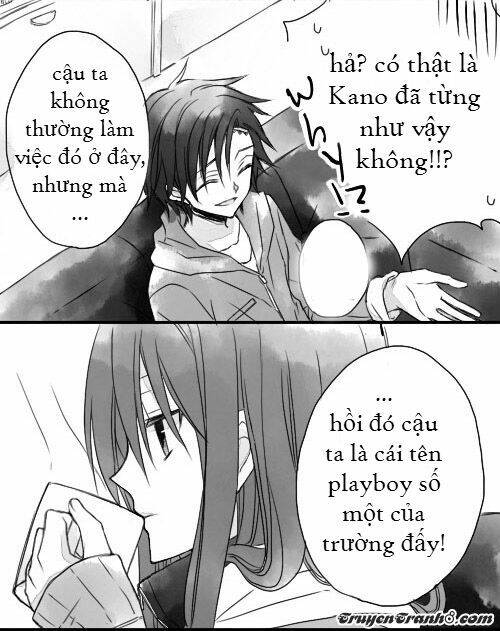 hả? có thật là
Kano đã từng
như vậy
không!!?
Why!?
cậu ta
không
thường làm
việc đó ở đây,
nhưng mà
...
...
hồi đó cậu
ta là cái tên
playboy số
một của
trường đấy!
TruyenTranh8.com